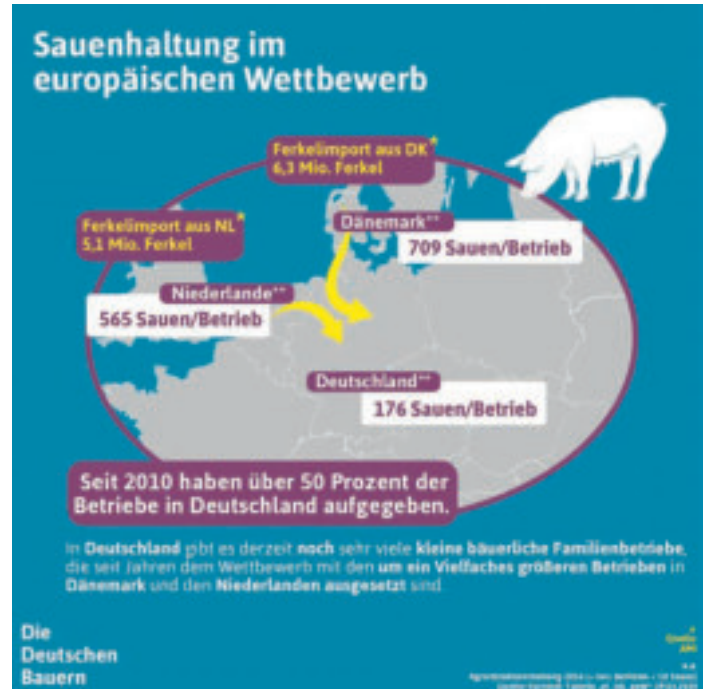 Sauenhaltung im
europäischen Wettbewerb
Ferkelimport aus DK*
6,3 Mio. Ferkel
Ferkelimport aus NL*
5,1 Mio. Ferkel
Dänemark**
709 Sauen/Betrieb
Niederlande**
565 Sauen/Betrieb
Deutschland**
176 Sauen/Betrieb
Seit 2010 haben über 50 Prozent der
Betriebe in Deutschland aufgegeben.
In Deutschland gibt es derzeit noch sehr viele kleine bäuerliche Familienbetriebe,
die seit Jahren dem Wettbewerb mit den um ein Vielfaches größeren Betrieben in
Dänemark und den Niederlanden ausgesetzt sind
Die
Deutschen
Bauern
*
Quelle:
AMI
**